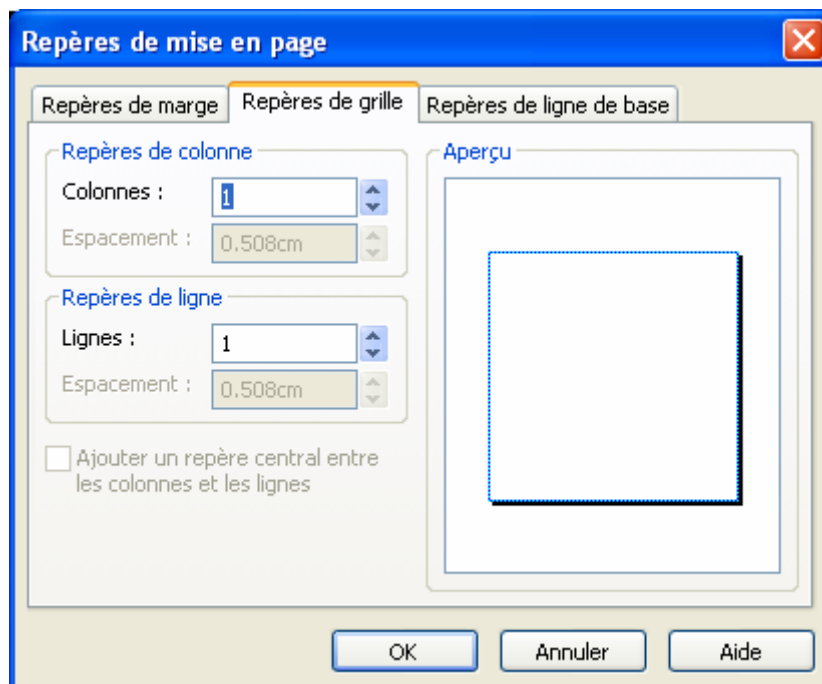 Repères de mise en page
Repères de marge
Repères de grille
Repères de ligne de base
Repères de colonne
Colonnes :
1
Espacement :
0.508cm
Repères de ligne
Lignes :
1
Espacement :
0.508cm
Ajouter un repère central entre
les colonnes et les lignes
Aperçu
OK
Annuler
Aide